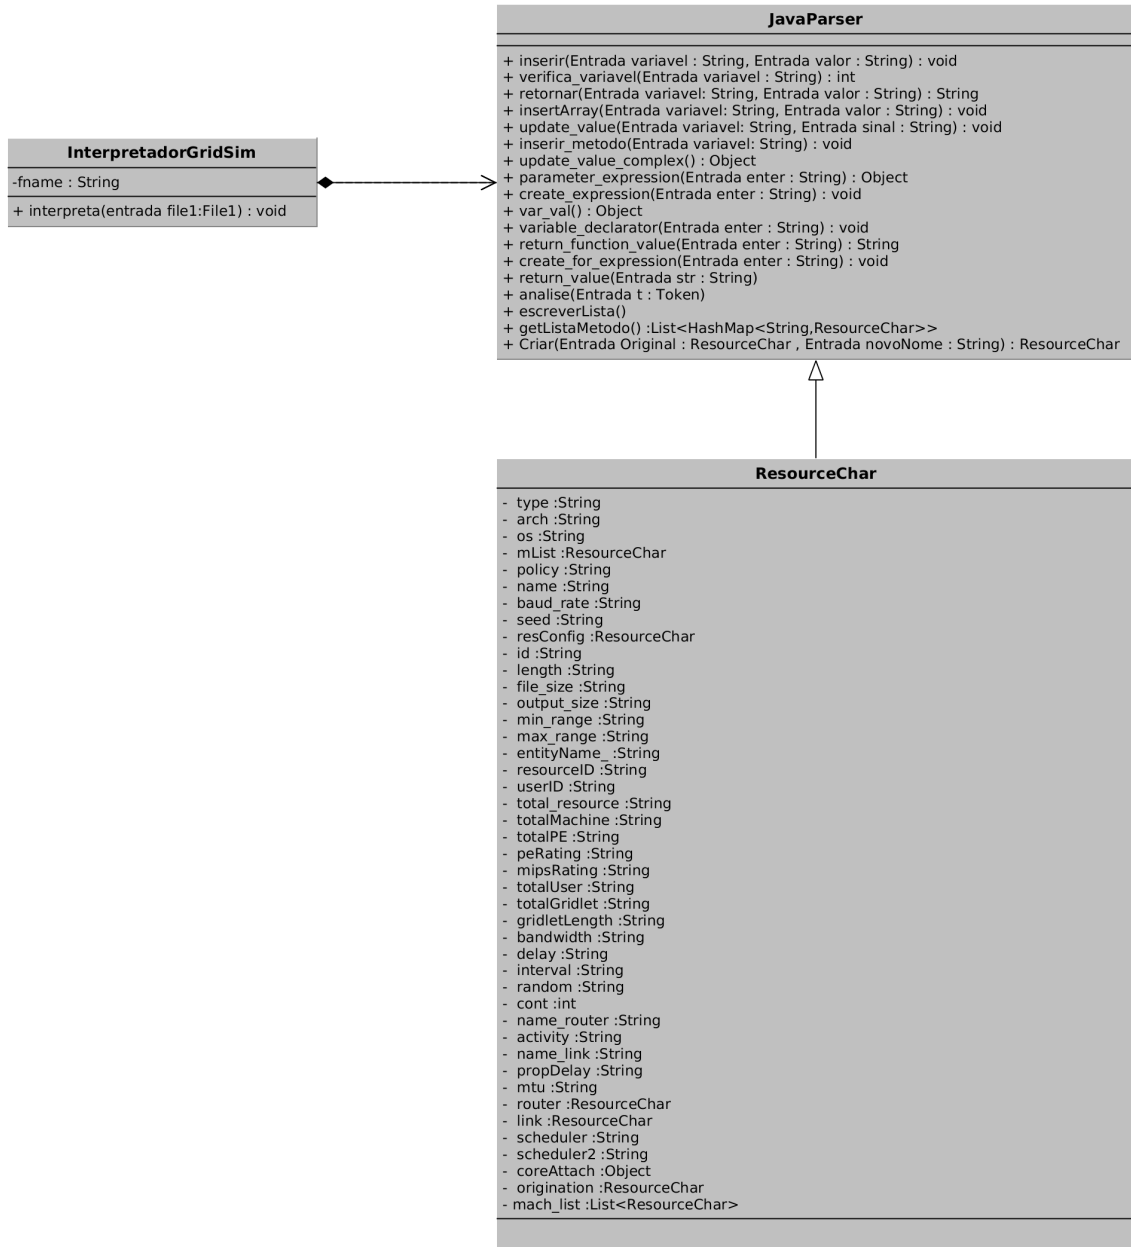 JavaParser
+ inserir(Entrada variavel : String, Entrada valor : String) : void
+ verifica_variavel(Entrada variavel : String) : int
+ retornar(Entrada variavel: String, Entrada valor : String) : String
+ insertArray(Entrada variavel: String, Entrada valor : String) : void
+ update_value(Entrada variavel: String, Entrada sinal : String) : void
+ inserir_metodo(Entrada variavel: String) : void
+ update_value_complex() : Object
+ parameter_expression(Entrada enter : String) : Object
+ create_expression(Entrada enter : String) : void
+ var_val() : Object
+ variable_declarator(Entrada enter : String) : void
+ return_function_value(Entrada enter : String) : String
+ create_for_expression(Entrada enter : String) : void
+ return_value(Entrada str : String)
+ analise(Entrada t : Token)
+ escreverLista()
+ getListaMetodo() :List<HashMap<String,ResourceChar>>
+ Criar(Entrada Original : ResourceChar , Entrada novoNome : String) : ResourceChar
InterpretadorGridSim
-fname : String
+ interpreta(entrada file1:File1) : void
ResourceChar
- type :String
- arch :String
- os :String
- mList :ResourceChar
- policy :String
- name :String
- baud_rate :String
- seed :String
- resConfig :ResourceChar
- id :String
- length :String
- file_size :String
- output_size :String
- min_range :String
- max_range :String
- entityName_ :String
- resourceID :String
- userID :String
- total_resource :String
- totalMachine :String
- totalPE :String
- peRating :String
- mipsRating :String
- totalUser :String
- totalGridlet :String
- gridletLength :String
- bandwidth :String
- delay :String
- interval :String
- random :String
- cont :int
- name_router :String
- activity :String
- name_link :String
- propDelay :String
- mtu :String
- router :ResourceChar
- link :ResourceChar
- scheduler :String
- scheduler2 :String
- coreAttach :Object
- origination :ResourceChar
- mach_list :List<ResourceChar>